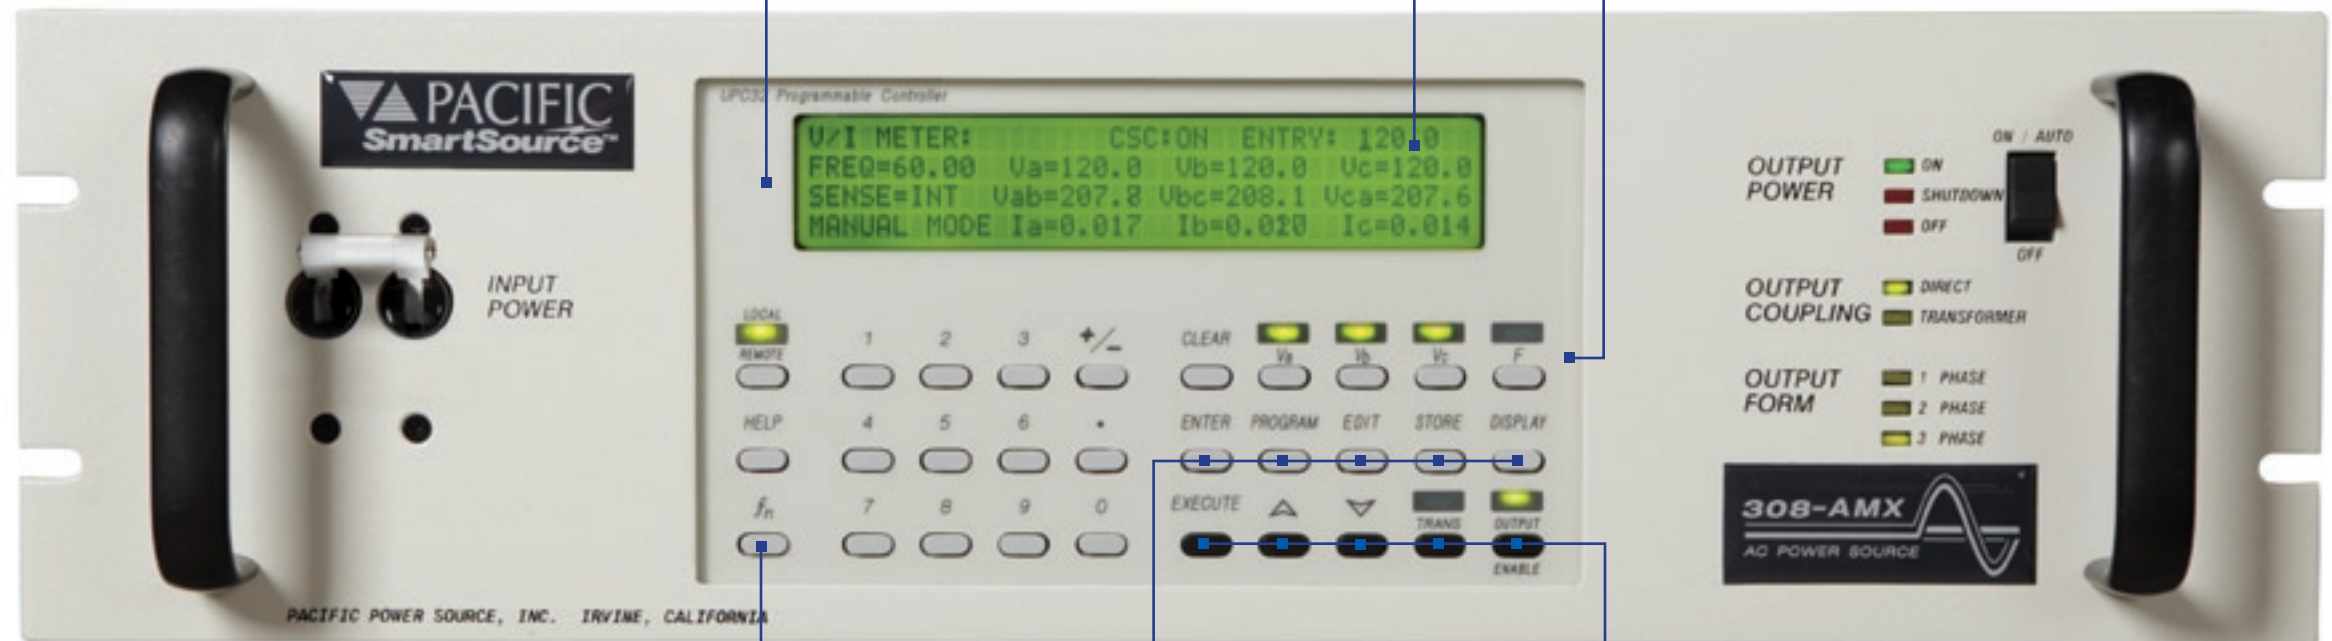 PACIFIC
SmartSource™
INPUT
POWER
UPC32 Programmable Controller
V/I METER: CSC:ON ENTRY: 120.0
FREQ=60.00 Va=120.0 Vb=120.0 Vc=120.0
SENSE=INT Vab=207.8 Vbc=208.1 Vca=207.6
MANUAL MODE Ia=0.017 Ib=0.020 Ic=0.014
LOCAL
REMOTE
1 2 3 +/- CLEAR Va Vb Vc F
HELP 4 5 6 . ENTER PROGRAM EDIT STORE DISPLAY
fn 7 8 9 0 EXECUTE TRANS OUTPUT
ENABLE
OUTPUT
POWER
ON
SHUTDOWN
OFF
ON / AUTO
OFF
OUTPUT
COUPLING
DIRECT
TRANSFORMER
OUTPUT
FORM
1 PHASE
2 PHASE
3 PHASE
308-AMX
AC POWER SOURCE
PACIFIC POWER SOURCE, INC. IRVINE, CALIFORNIA